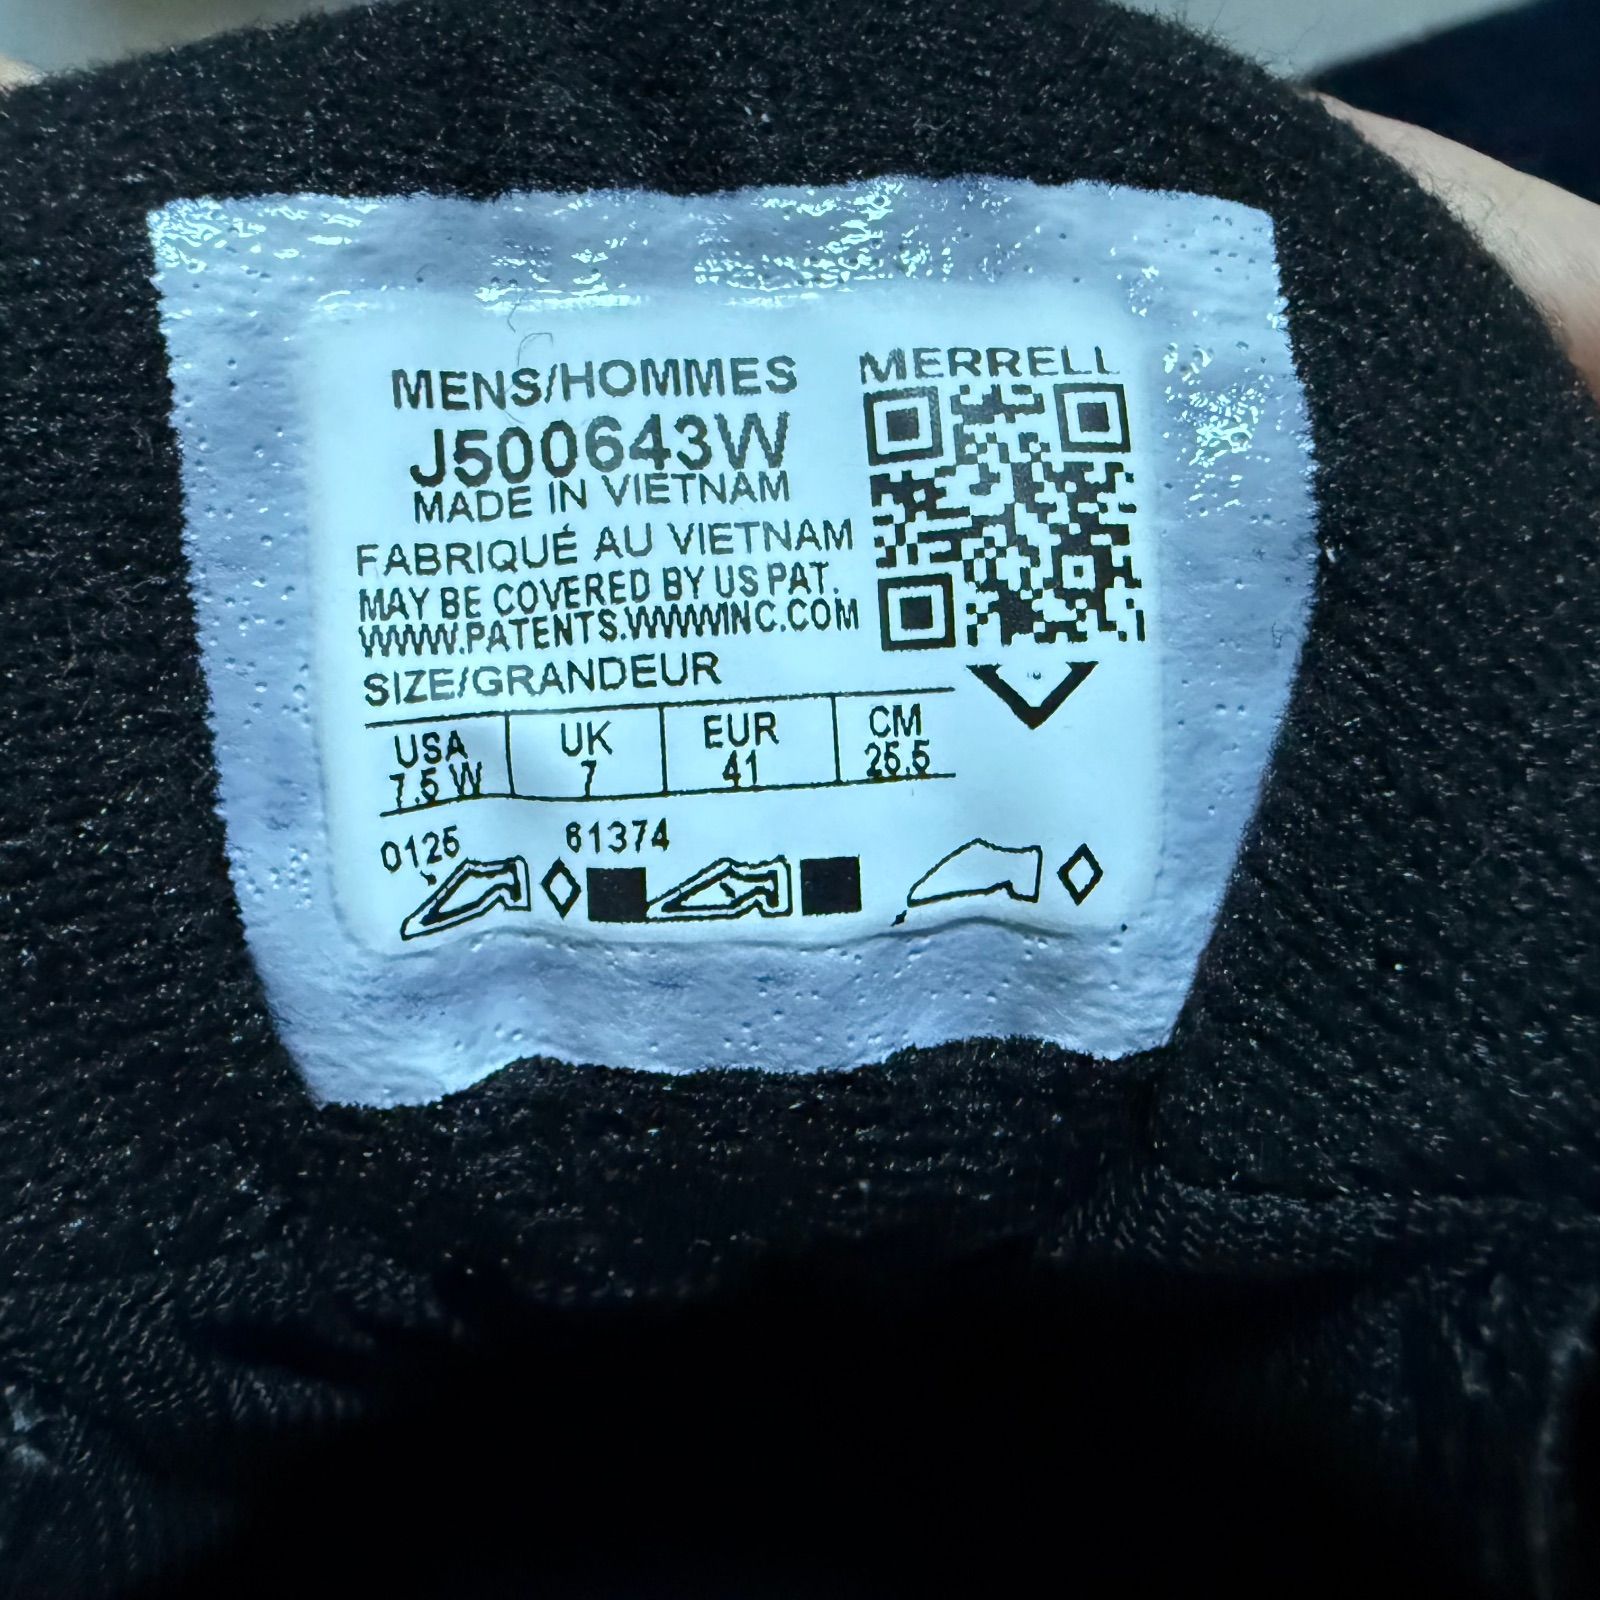 MENS/HOMMES
J500643W
MADE IN VIETNAM
FABRIQUÉ AU VIETNAM
MAY BE COVERED BY US PAT.
WWW.PATENTS.WWWINC.COM
MERRELL
SIZE/GRANDEUR
USA UK EUR CM
7.5 W 7 41 25.5
0125 61374